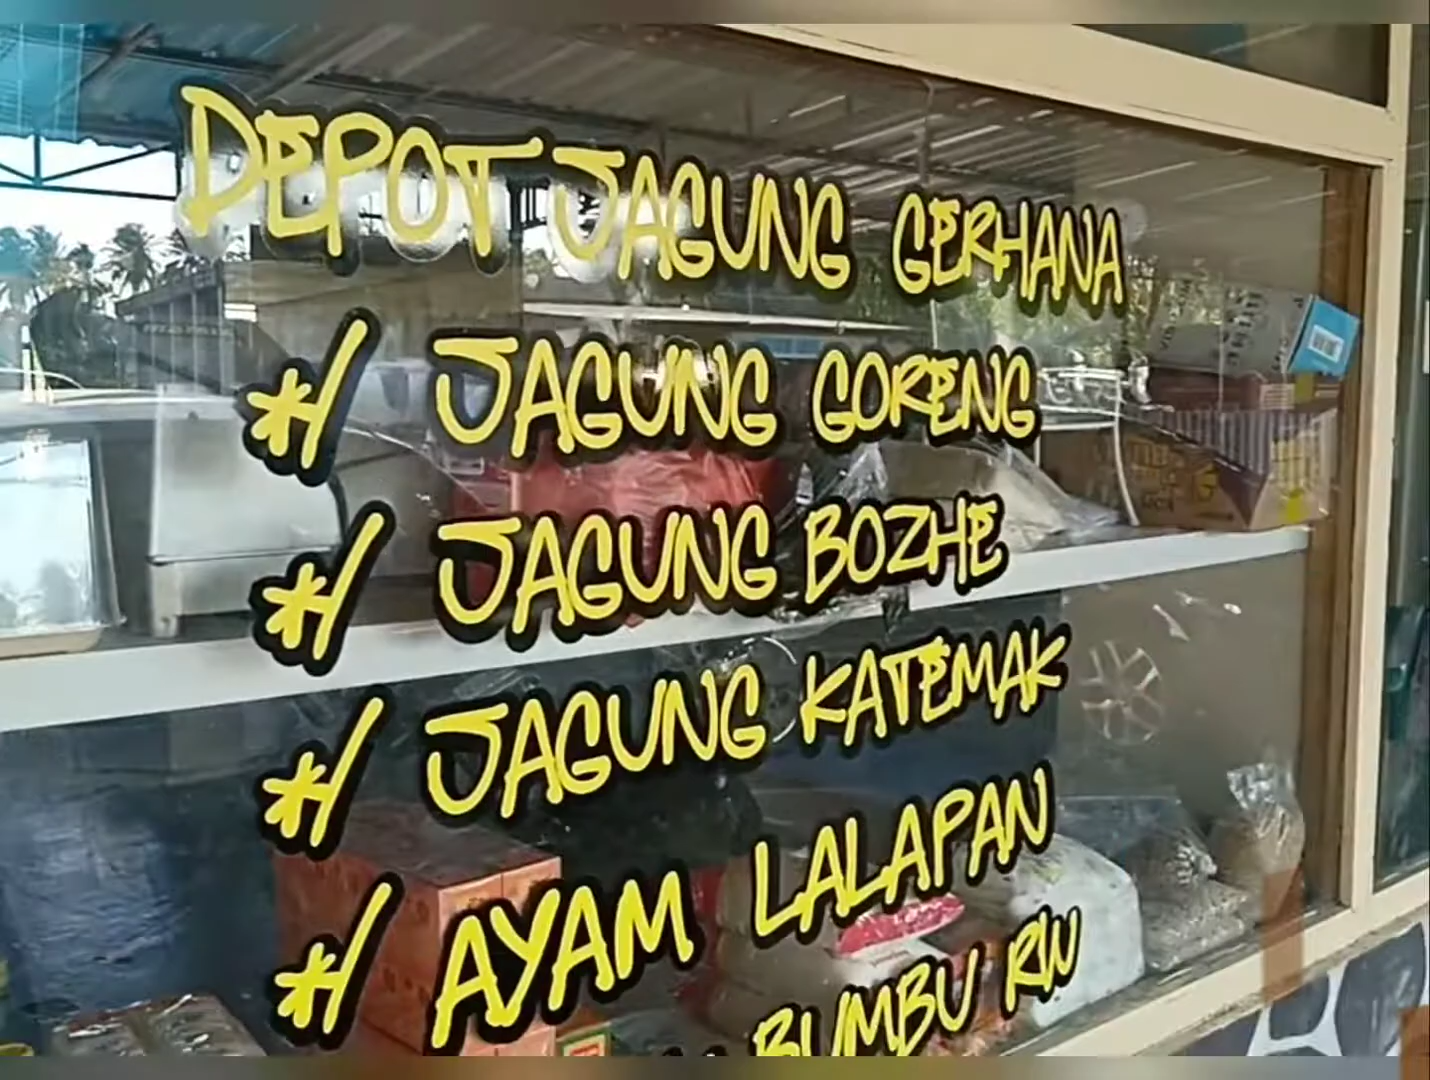 DEPOT JAGUNG GERHANA
*/ JAGUNG GORENG
*/ JAGUNG BOZHE
*/ JAGUNG KATEMAK
*/ AYAM LALAPAN
BUMBU RW